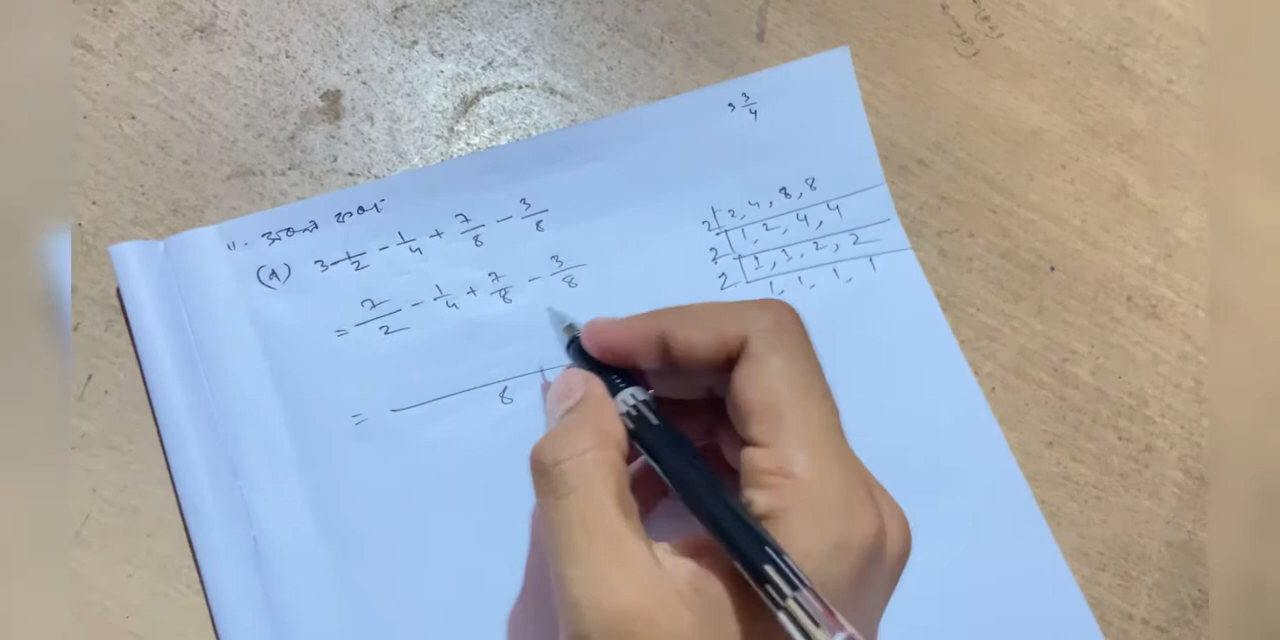 3 3/4
১. সরল কর
(A) 3 1/2 - 1/4 + 7/8 - 3/8
= 7/2 - 1/4 + 7/8 - 3/8
= /8
2 | 2, 4, 8, 8
2 | 1, 2, 4, 4
2 | 1, 1, 2, 2
1, 1, 1, 1